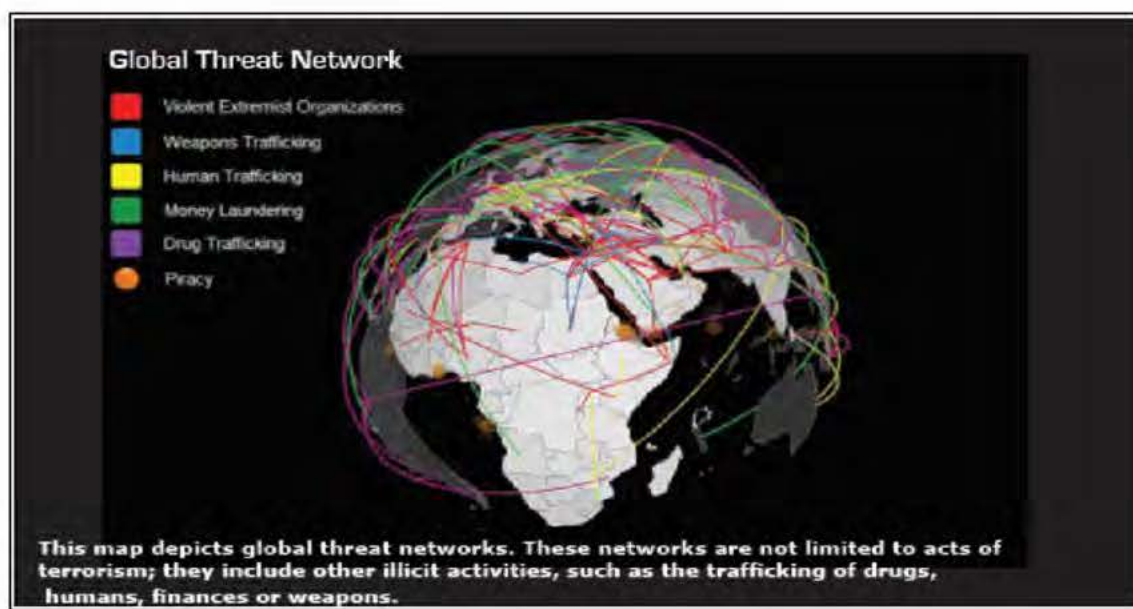 Global Threat Network
Violent Extremist Organizations
Weapons Trafficking
Human Trafficking
Money Laundering
Drug Trafficking
Piracy
This map depicts global threat networks. These networks are not limited to acts of
terrorism; they include other illicit activities, such as the trafficking of drugs,
humans, finances or weapons.